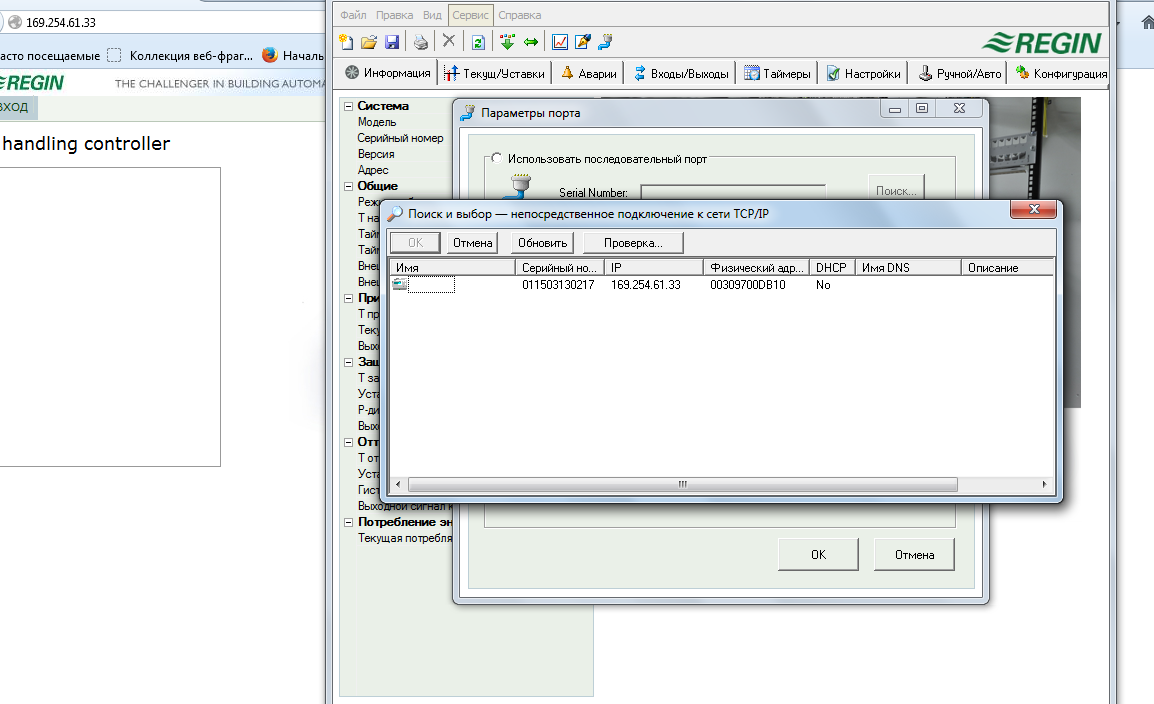 169.254.61.33
асто посещаемые Коллекция веб-фраг... Началь
REGIN THE CHALLENGER IN BUILDING AUTOMA
ВХОД
handling controller
Файл Правка Вид Сервис Справка
REGIN
Информация Текущ/Уставки Аварии Входы/Выходы Таймеры Настройки Ручной/Авто Конфигурация
Система
Модель
Серийный номер
Версия
Адрес
Общие
Реж
Т на
Тай
Тай
Внеш
Внеш
При
Т пр
Теку
Вых
Защ
Т за
Уста
P-ди
Вых
Отт
Т от
Уста
Гист
Выходной сигнал к
Потребление эн
Текущая потребля
Параметры порта
Использовать последовательный порт
Serial Number:
Поиск...
Поиск и выбор — непосредственное подключение к сети TCP/IP
OK Отмена Обновить Проверка...
Имя Серийный но... IP Физический адр... DHCP Имя DNS Описание
011503130217 169.254.61.33 00309700DB10 No
OK Отмена